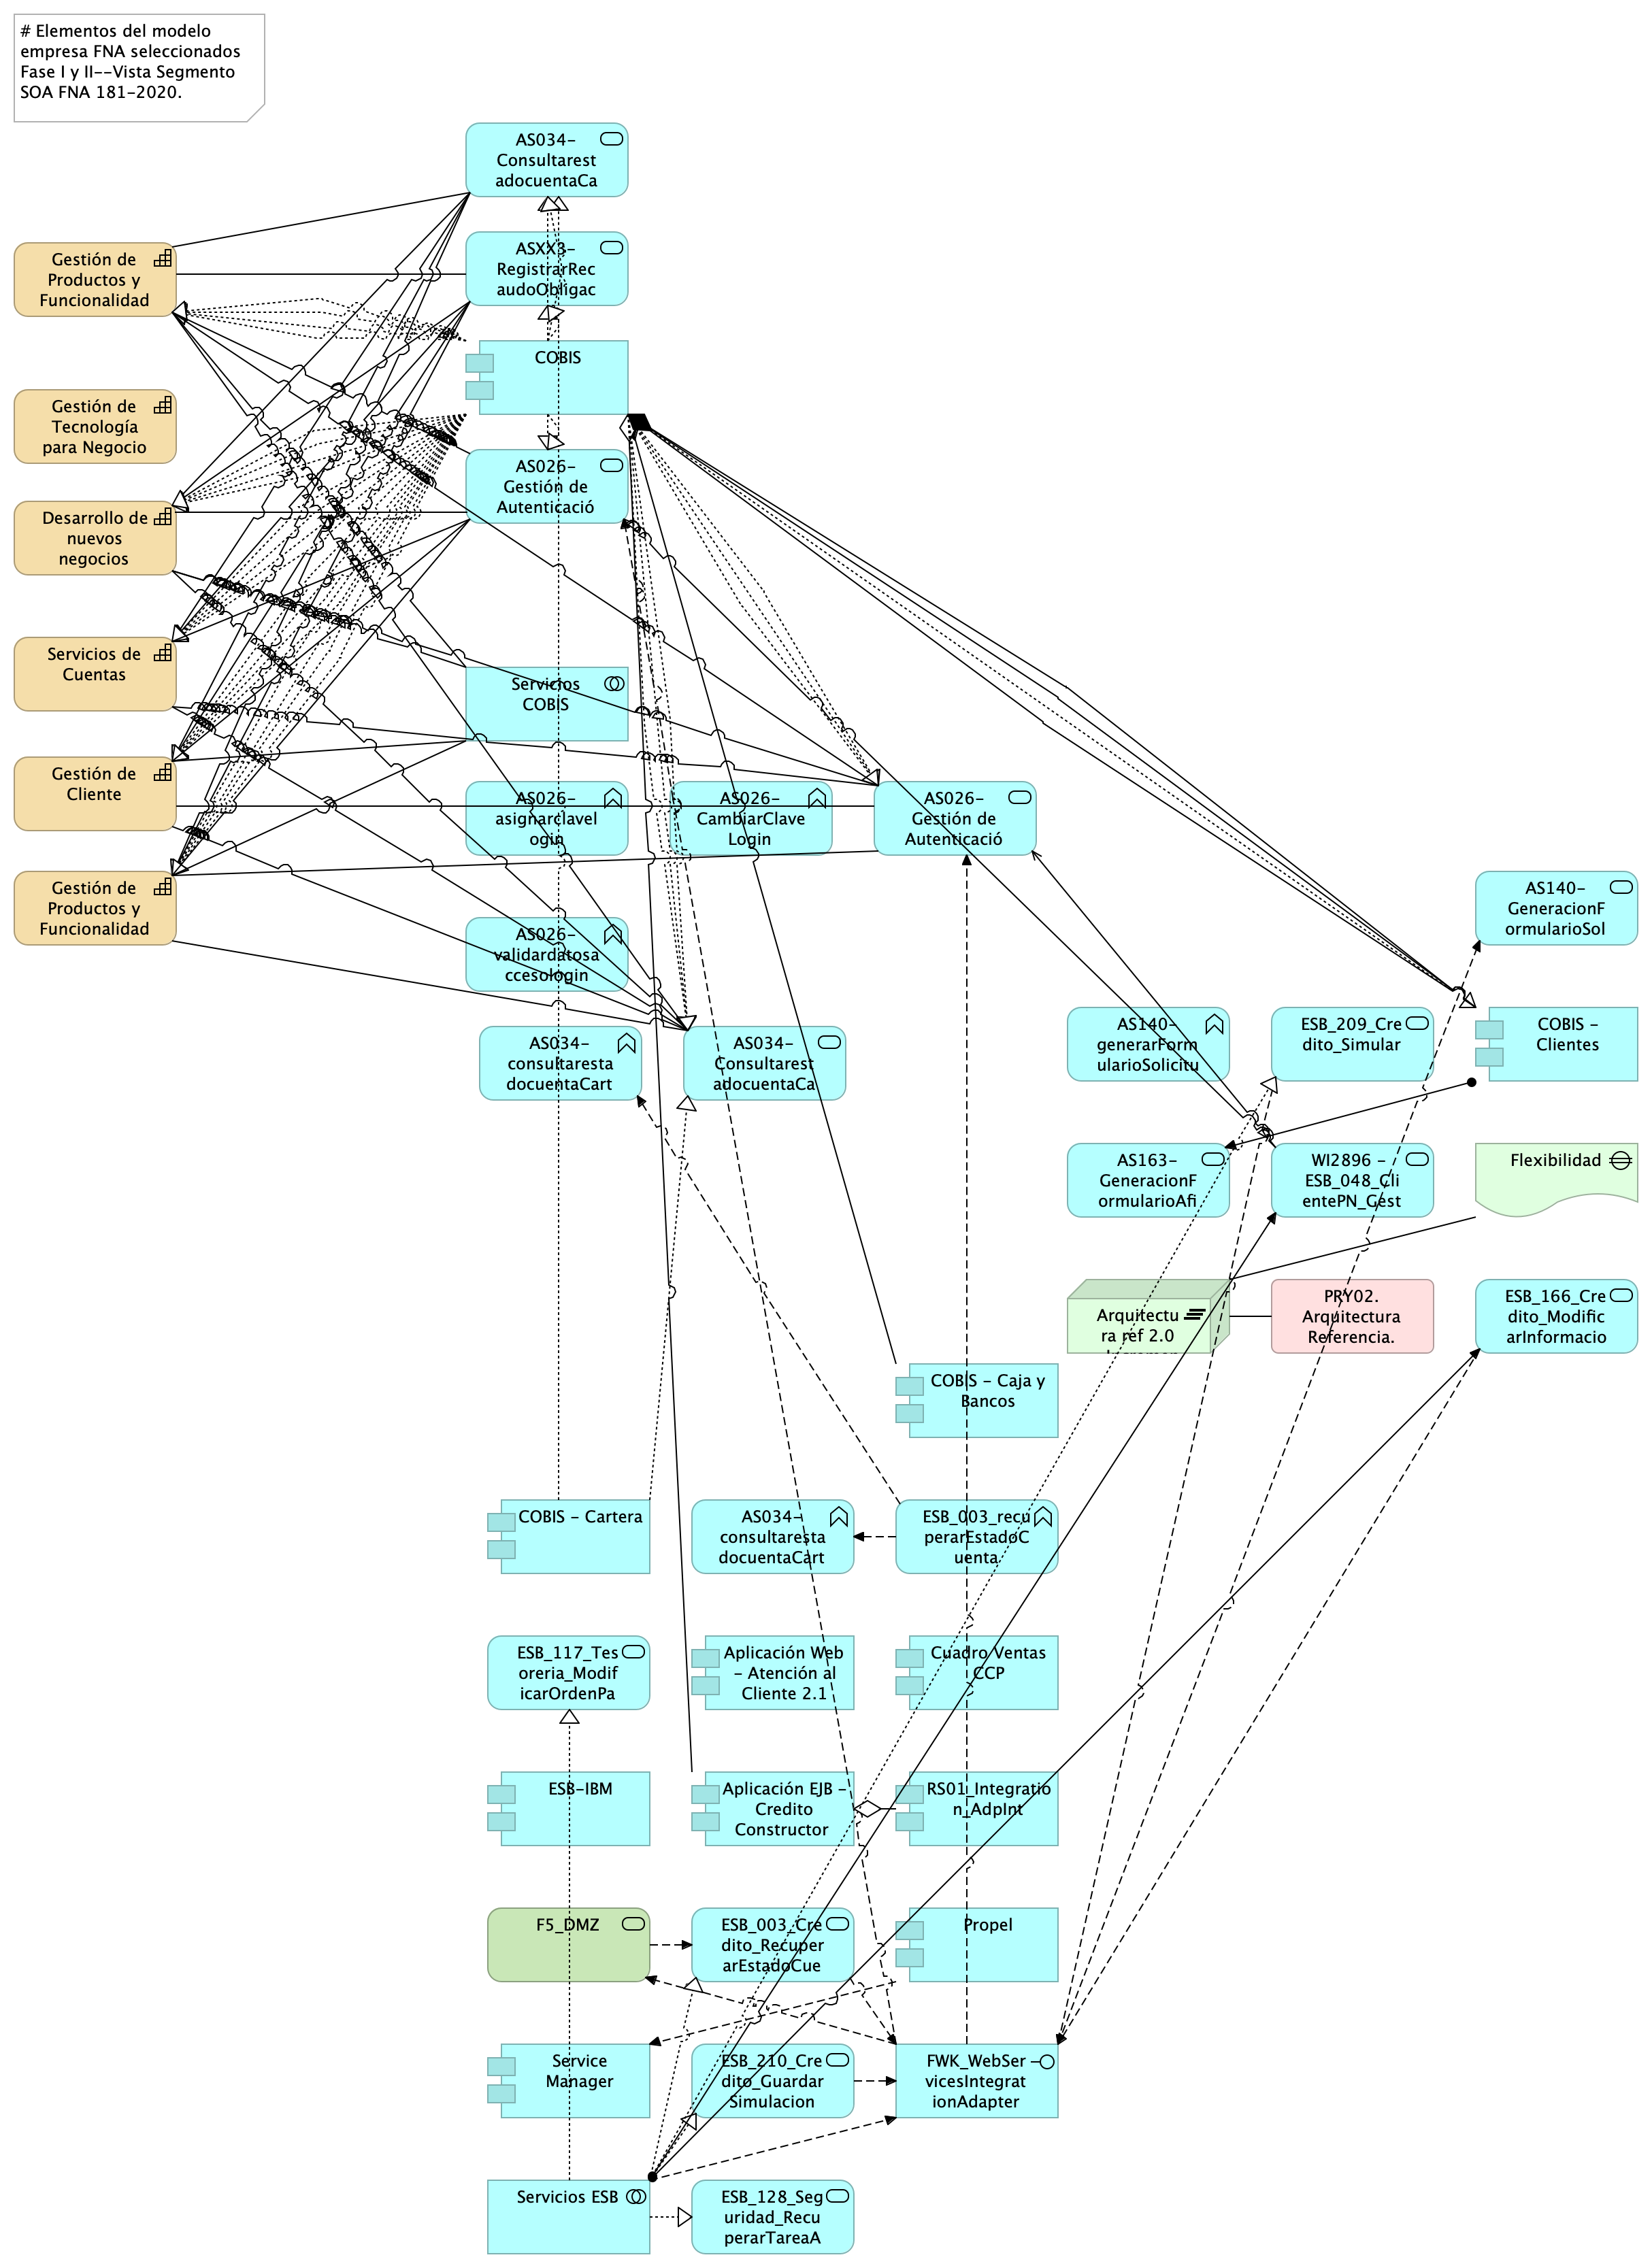 # Elementos del modelo
empresa FNA seleccionados
Fase I y II--Vista Segmento
SOA FNA 181-2020.
AS034-
Consultarest
adocuentaCa
Gestión de
Productos y
Funcionalidad
ASXX3-
RegistrarRec
audoObligac
COBIS
Gestión de
Tecnología
para Negocio
AS026-
Gestión de
Autenticació
Desarrollo de
nuevos
negocios
Servicios de
Cuentas
Servicios
COBIS
Gestión de
Cliente
AS026-
asignarclavel
ogin
AS026-
CambiarClave
Login
AS026-
Gestión de
Autenticació
Gestión de
Productos y
Funcionalidad
AS140-
GeneracionF
ormularioSol
AS026-
validardatosa
ccesologin
AS034-
consultaresta
docuentaCart
AS034-
Consultarest
adocuentaCa
AS140-
generarForm
ularioSolicitu
ESB_209_Cre
dito_Simular
COBIS -
Clientes
AS163-
GeneracionF
ormularioAfi
WI2896 -
ESB_048_Cli
entePN_Gest
Flexibilidad
Arquitectu
ra ref 2.0
PRY02.
Arquitectura
Referencia.
ESB_166_Cre
dito_Modific
arInformacio
COBIS - Caja y
Bancos
COBIS - Cartera
AS034-
consultaresta
docuentaCart
ESB_003_recu
perarEstadoC
uenta
ESB_117_Tes
oreria_Modif
icarOrdenPa
Aplicación Web
- Atención al
Cliente 2.1
Cuadro Ventas
CCP
ESB-IBM
Aplicación EJB -
Credito
Constructor
RS01_Integratio
n_AdpInt
F5_DMZ
ESB_003_Cre
dito_Recuper
arEstadoCue
Propel
Service
Manager
ESB_210_Cre
dito_Guardar
Simulacion
FWK_WebSer
vicesIntegrat
ionAdapter
Servicios ESB
ESB_128_Seg
uridad_Recu
perarTareaA